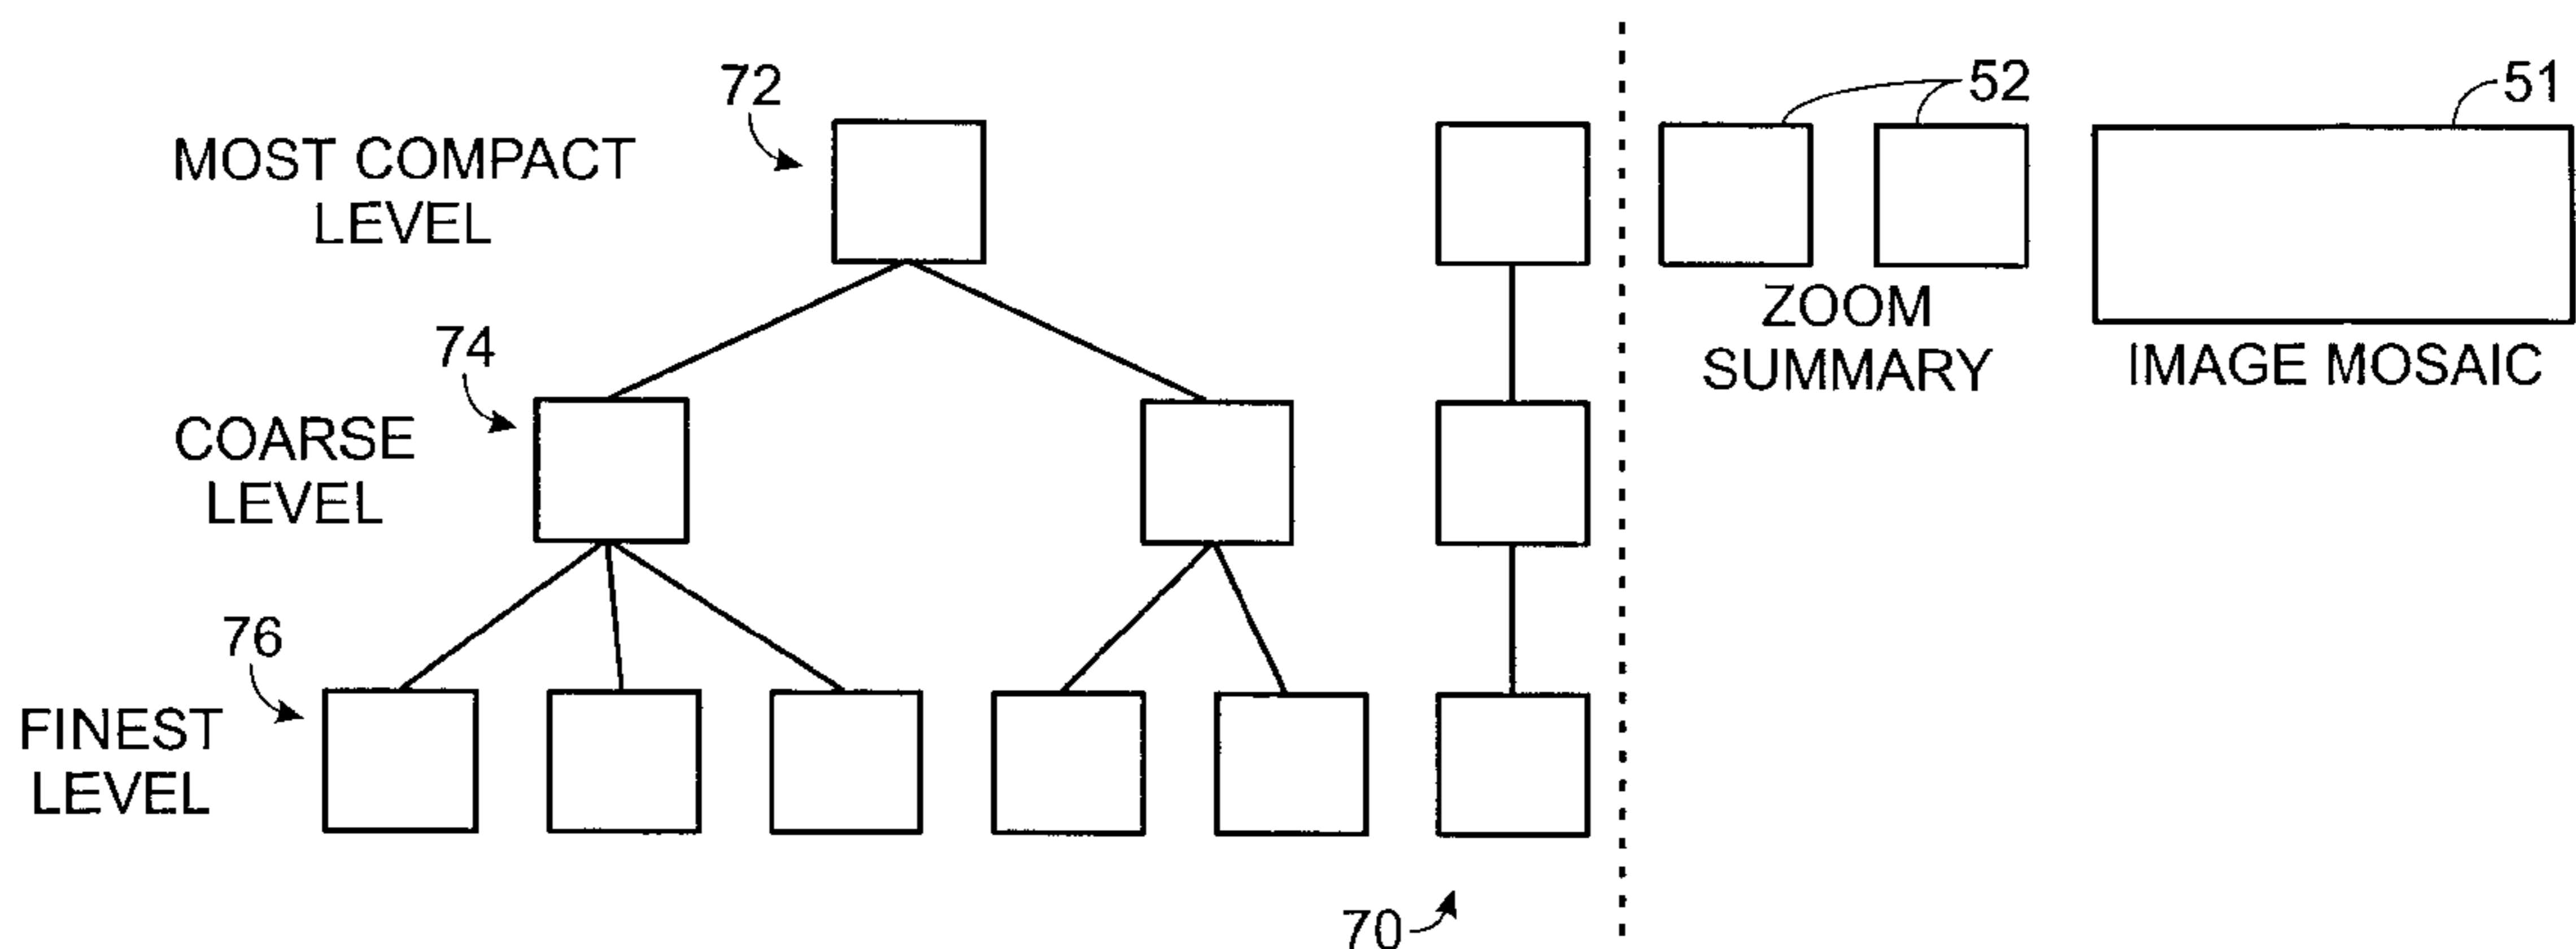 72
52
51
MOST COMPACT
LEVEL
ZOOM
SUMMARY
IMAGE MOSAIC
74
COARSE
LEVEL
76
FINEST
LEVEL
70